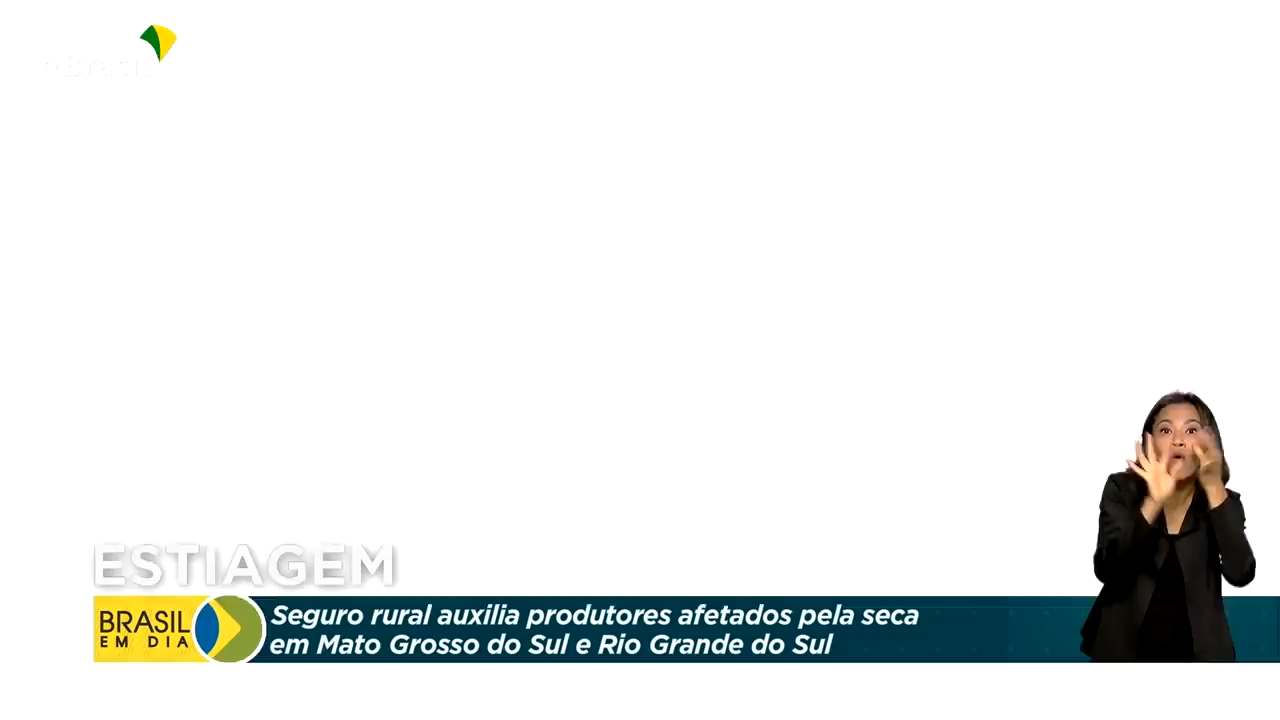 ESTIAGEM
BRASIL
EM DIA
Seguro rural auxilia produtores afetados pela seca
em Mato Grosso do Sul e Rio Grande do Sul